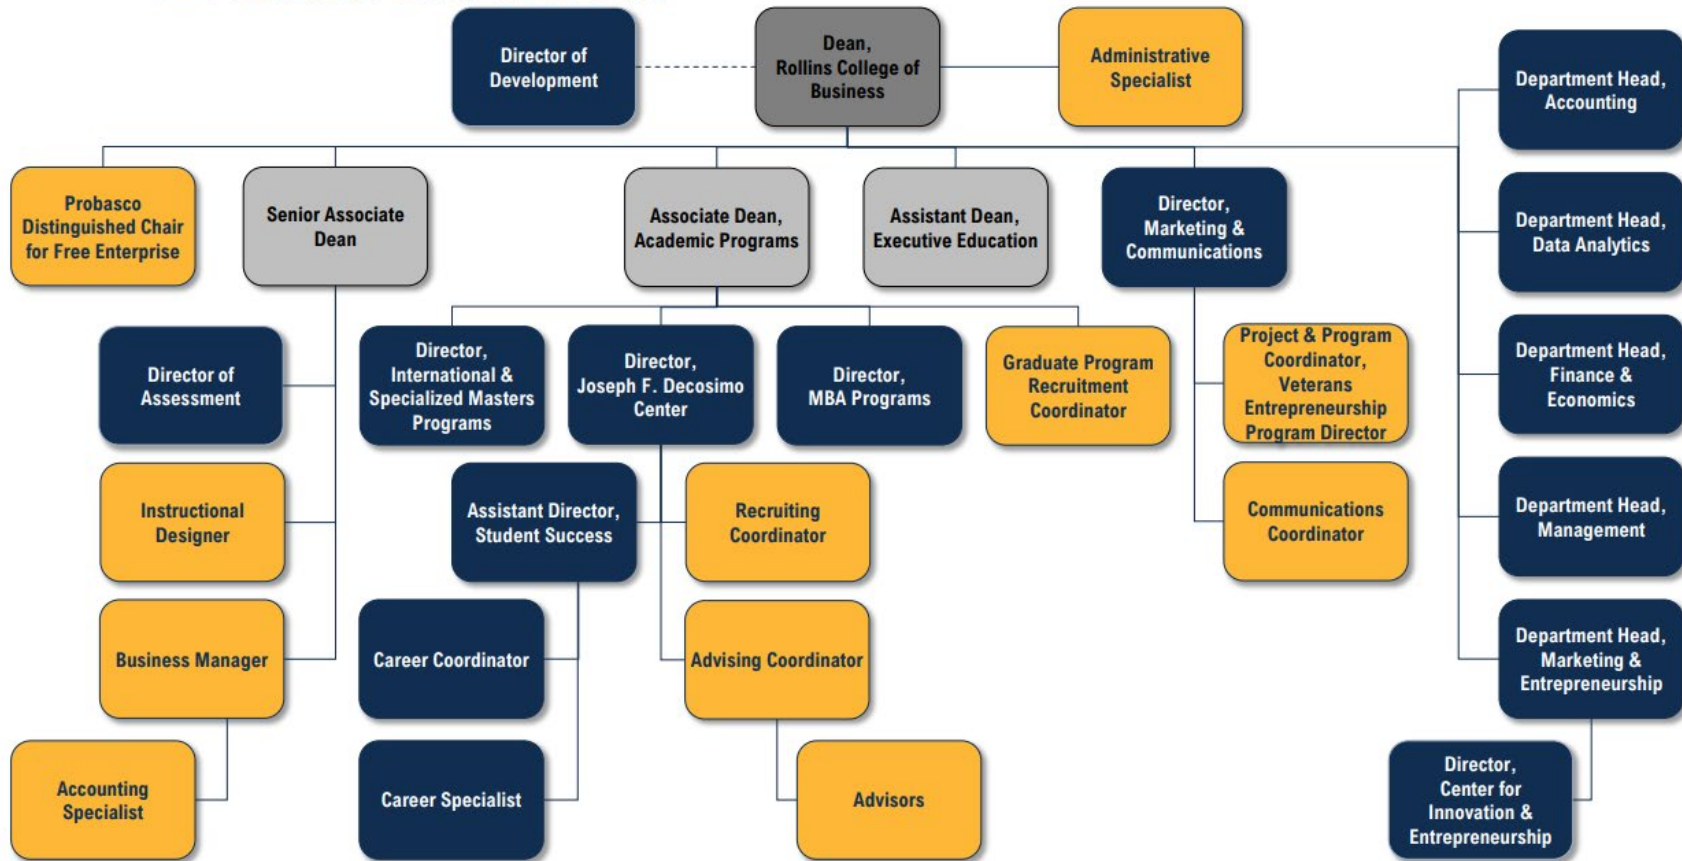 Director of
Development
Dean,
Rollins College of
Business
Administrative
Specialist
Department Head,
Accounting
Probasco
Distinguished Chair
for Free Enterprise
Senior Associate
Dean
Associate Dean,
Academic Programs
Assistant Dean,
Executive Education
Director,
Marketing &
Communications
Department Head,
Data Analytics
Director of
Assessment
Director,
International &
Specialized Masters
Programs
Director,
Joseph F. Decosimo
Center
Director,
MBA Programs
Graduate Program
Recruitment
Coordinator
Project & Program
Coordinator,
Veterans
Entrepreneurship
Program Director
Department Head,
Finance &
Economics
Instructional
Designer
Assistant Director,
Student Success
Recruiting
Coordinator
Communications
Coordinator
Department Head,
Management
Business Manager
Career Coordinator
Advising Coordinator
Department Head,
Marketing &
Entrepreneurship
Accounting
Specialist
Career Specialist
Advisors
Director,
Center for
Innovation &
Entrepreneurship